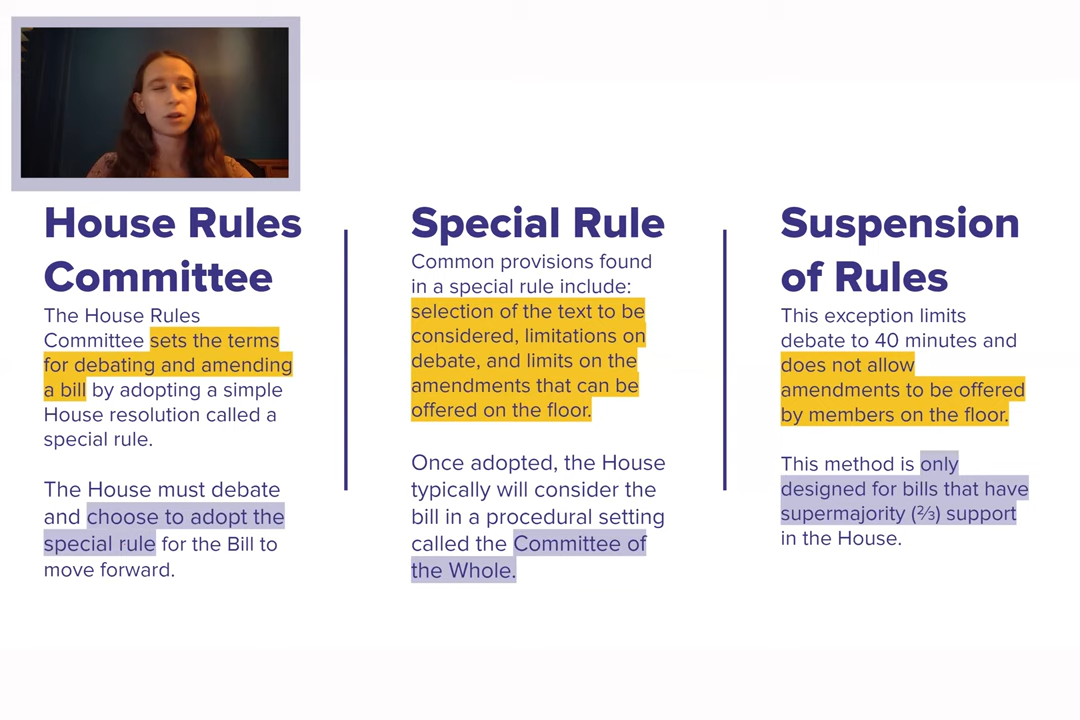 House Rules
Committee
The House Rules
Committee sets the terms
for debating and amending
a bill by adopting a simple
House resolution called a
special rule.
The House must debate
and choose to adopt the
special rule for the Bill to
move forward.
Special Rule
Common provisions found
in a special rule include:
selection of the text to be
considered, limitations on
debate, and limits on the
amendments that can be
offered on the floor.
Once adopted, the House
typically will consider the
bill in a procedural setting
called the Committee of
the Whole.
Suspension
of Rules
This exception limits
debate to 40 minutes and
does not allow
amendments to be offered
by members on the floor.
This method is only
designed for bills that have
supermajority (⅔) support
in the House.